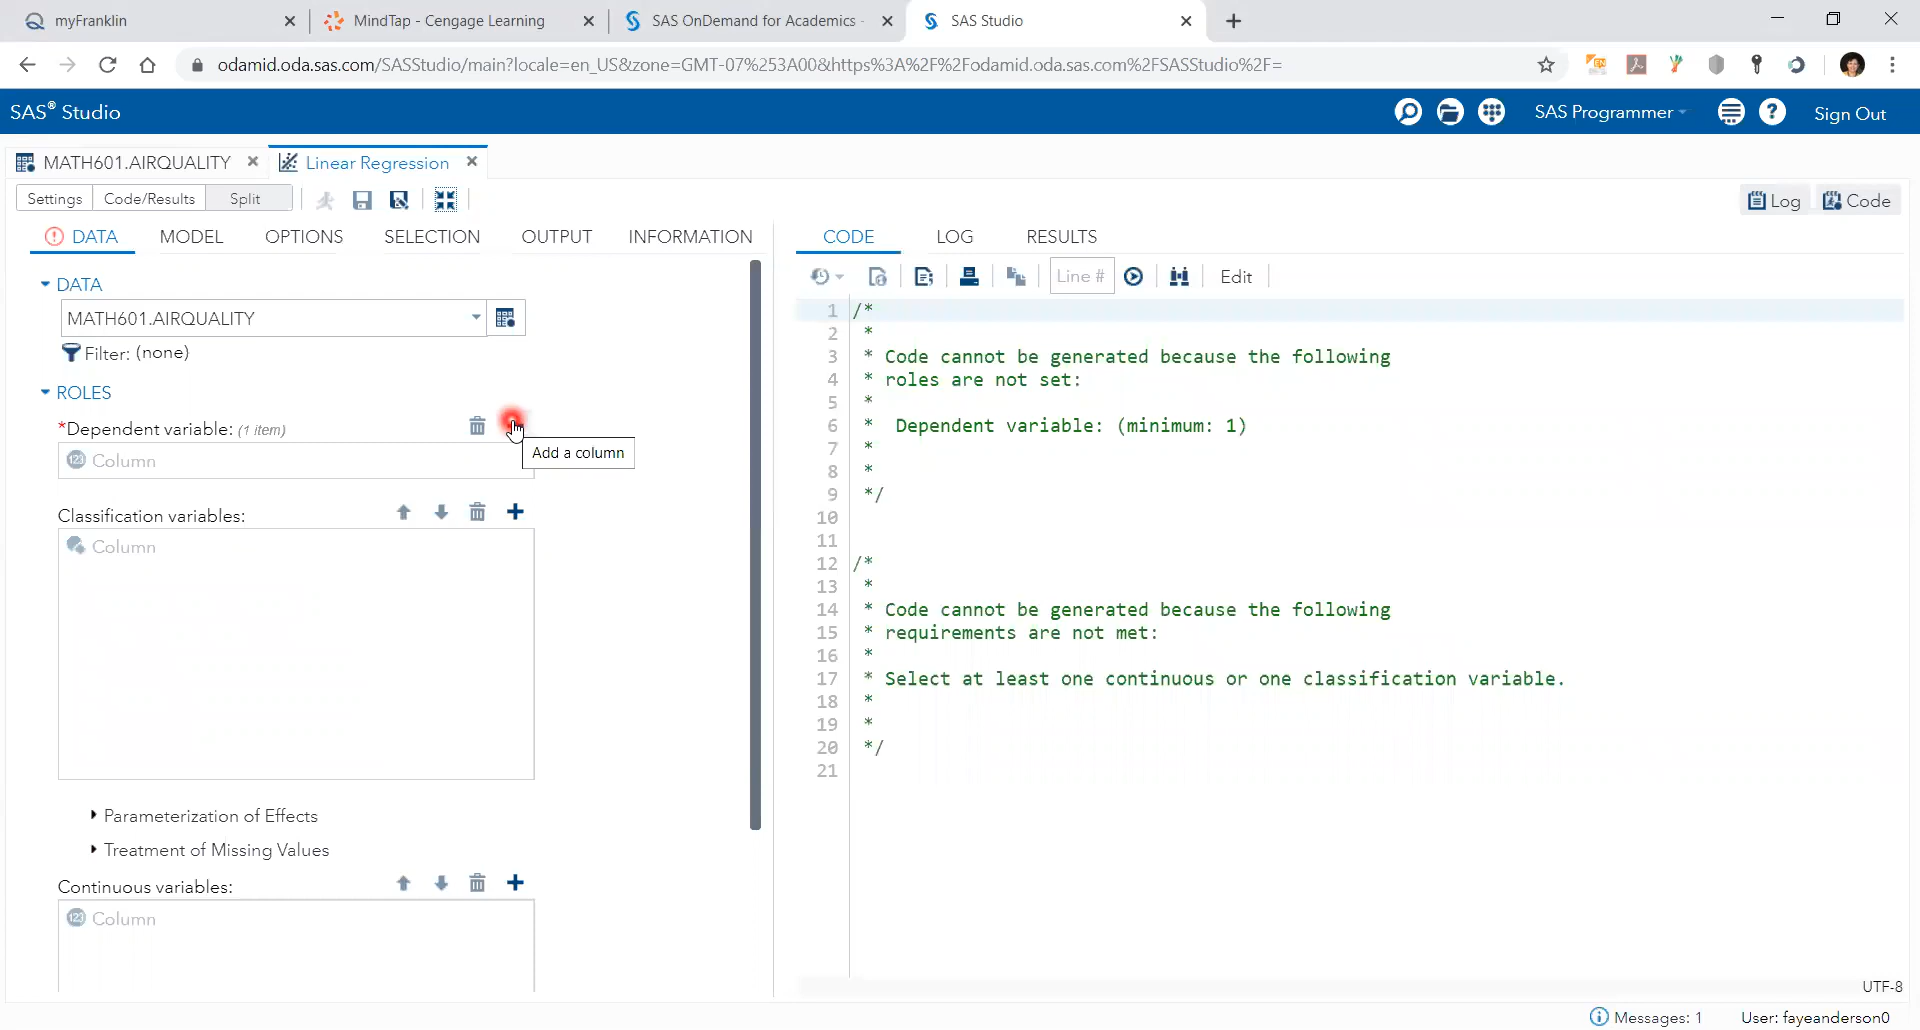 myFranklin
MindTap - Cengage Learning
SAS OnDemand for Academics -
SAS Studio
odamid.oda.sas.com/SASStudio/main?locale=en_US&zone=GMT-07%253A00&https%3A%2F%2Fodamid.oda.sas.com%2FSASStudio%2F=
SAS® Studio
SAS Programmer
Sign Out
MATH601.AIRQUALITY
Linear Regression
Settings
Code/Results
Split
Log
Code
DATA
MODEL
OPTIONS
SELECTION
OUTPUT
INFORMATION
CODE
LOG
RESULTS
Line #
Edit
DATA
MATH601.AIRQUALITY
Filter: (none)
ROLES
*Dependent variable: (1 item)
123 Column
Add a column
Classification variables:
Column
Parameterization of Effects
Treatment of Missing Values
Continuous variables:
123 Column
1 /*
2 *
3 * Code cannot be generated because the following
4 * roles are not set:
5 *
6 * Dependent variable: (minimum: 1)
7 *
8 *
9 */
10
11
12 /*
13 *
14 * Code cannot be generated because the following
15 * requirements are not met:
16 *
17 * Select at least one continuous or one classification variable.
18 *
19 *
20 */
21
UTF-8
Messages: 1
User: fayeanderson0